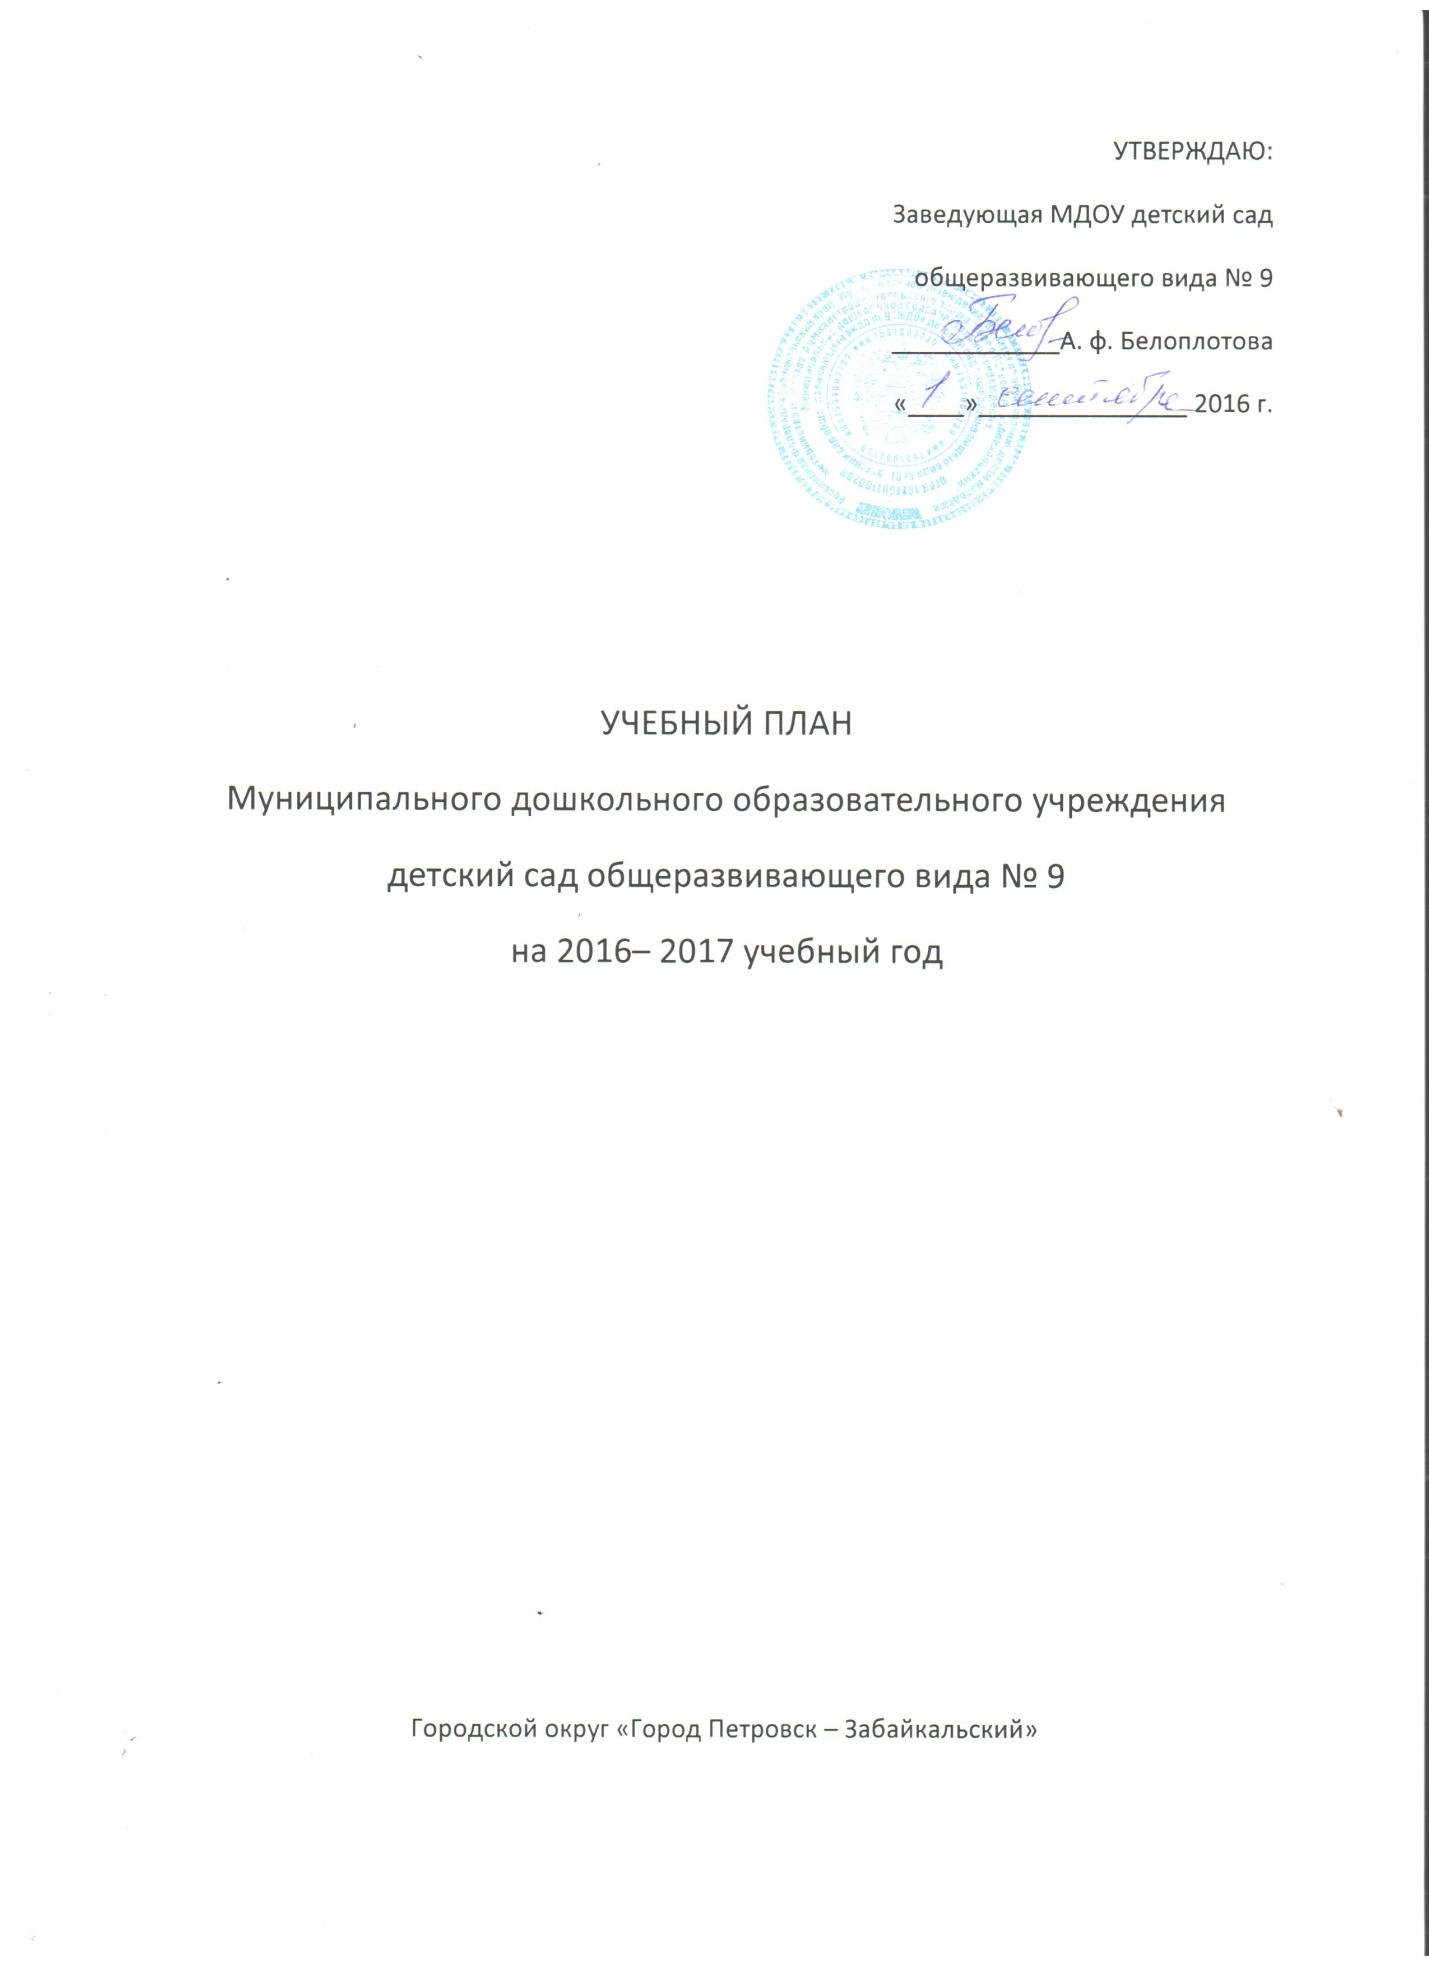 УТВЕРЖДАЮ:
Заведующая МДОУ детский сад
общеразвивающего вида № 9
А. ф. Белоплотова
«1» сентября 2016 г.
УЧЕБНЫЙ ПЛАН
Муниципального дошкольного образовательного учреждения
детский сад общеразвивающего вида № 9
на 2016– 2017 учебный год
Городской округ «Город Петровск – Забайкальский»